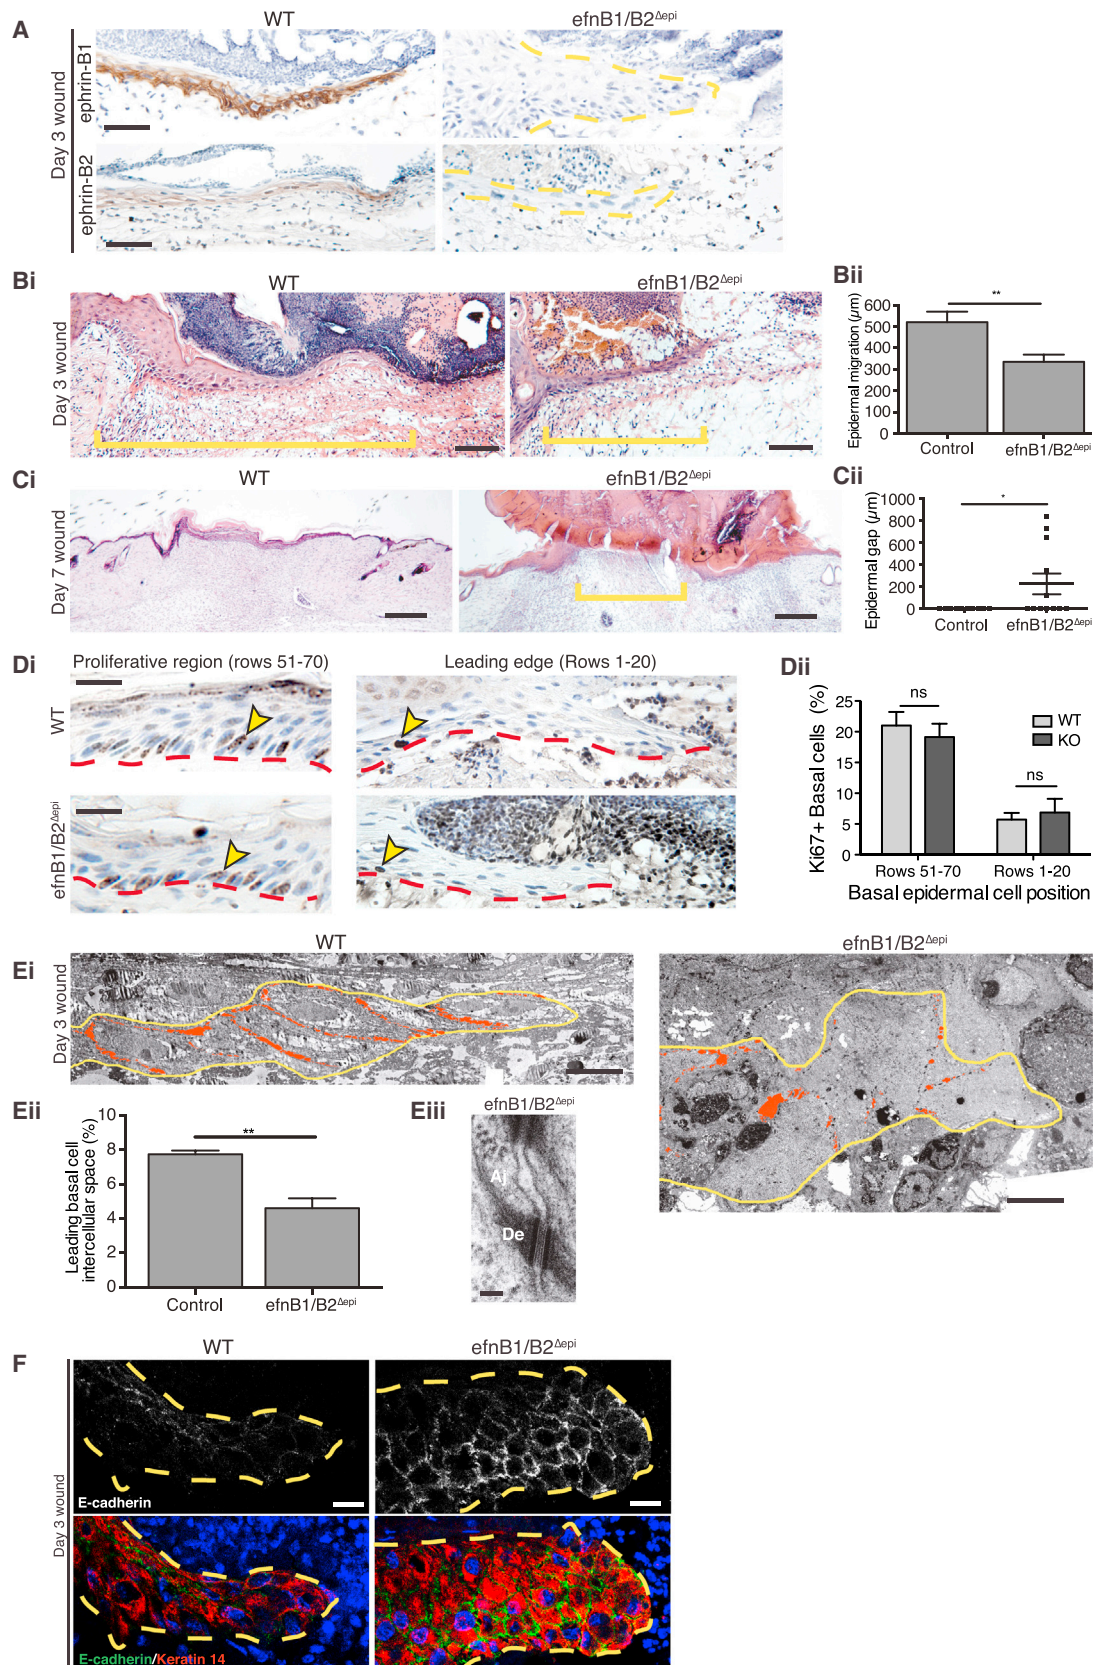 A
WT
efnB1/B2Δepi
Day 3 wound
ephrin-B1
ephrin-B2
Bi
WT
efnB1/B2Δepi
Day 3 wound
Bii
**
Epidermal migration (µm)
600
500
400
300
200
100
0
Control
efnB1/B2Δepi
Ci
WT
efnB1/B2Δepi
Day 7 wound
Cii
*
Epidermal gap (µm)
1000
800
600
400
200
0
Control
efnB1/B2Δepi
Di
Proliferative region (rows 51-70)
Leading edge (Rows 1-20)
WT
efnB1/B2Δepi
Dii
Ki67+ Basal cells (%)
25
20
15
10
5
0
ns
ns
WT
KO
Rows 51-70
Rows 1-20
Basal epidermal cell position
Ei
WT
efnB1/B2Δepi
Day 3 wound
Eii
Leading basal cell
intercellular space (%)
10
8
6
4
2
0
**
Control
efnB1/B2Δepi
Eiii
efnB1/B2Δepi
AJ
De
F
WT
efnB1/B2Δepi
Day 3 wound
E-cadherin
E-cadherin/Keratin 14